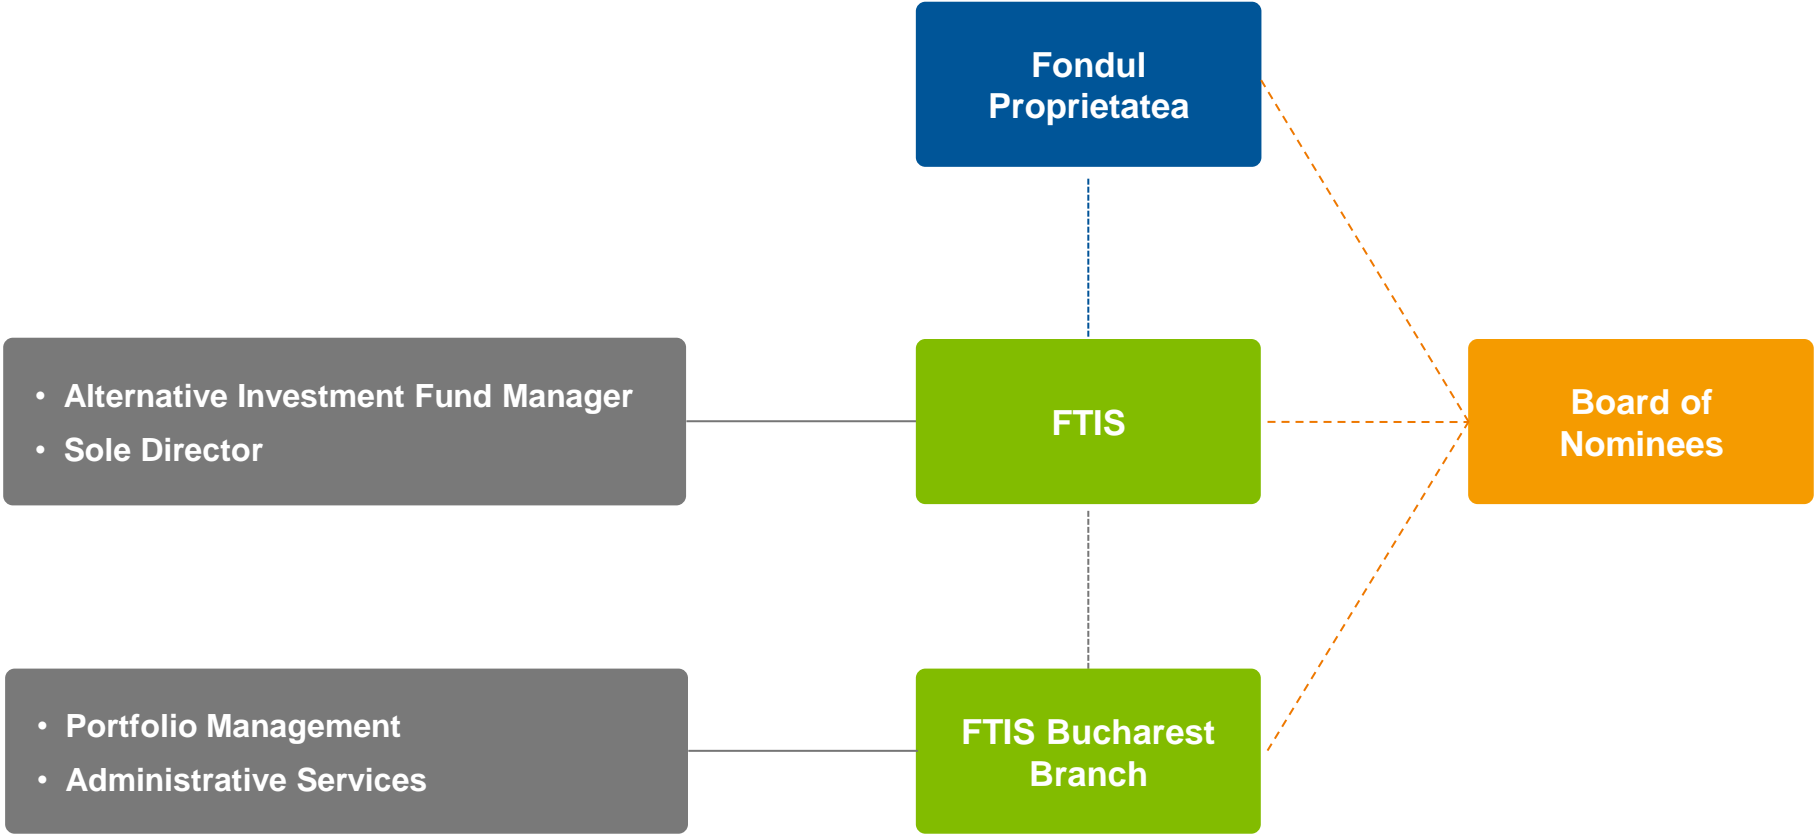 Fondul
Proprietatea
• Alternative Investment Fund Manager
• Sole Director
FTIS
Board of
Nominees
• Portfolio Management
• Administrative Services
FTIS Bucharest
Branch